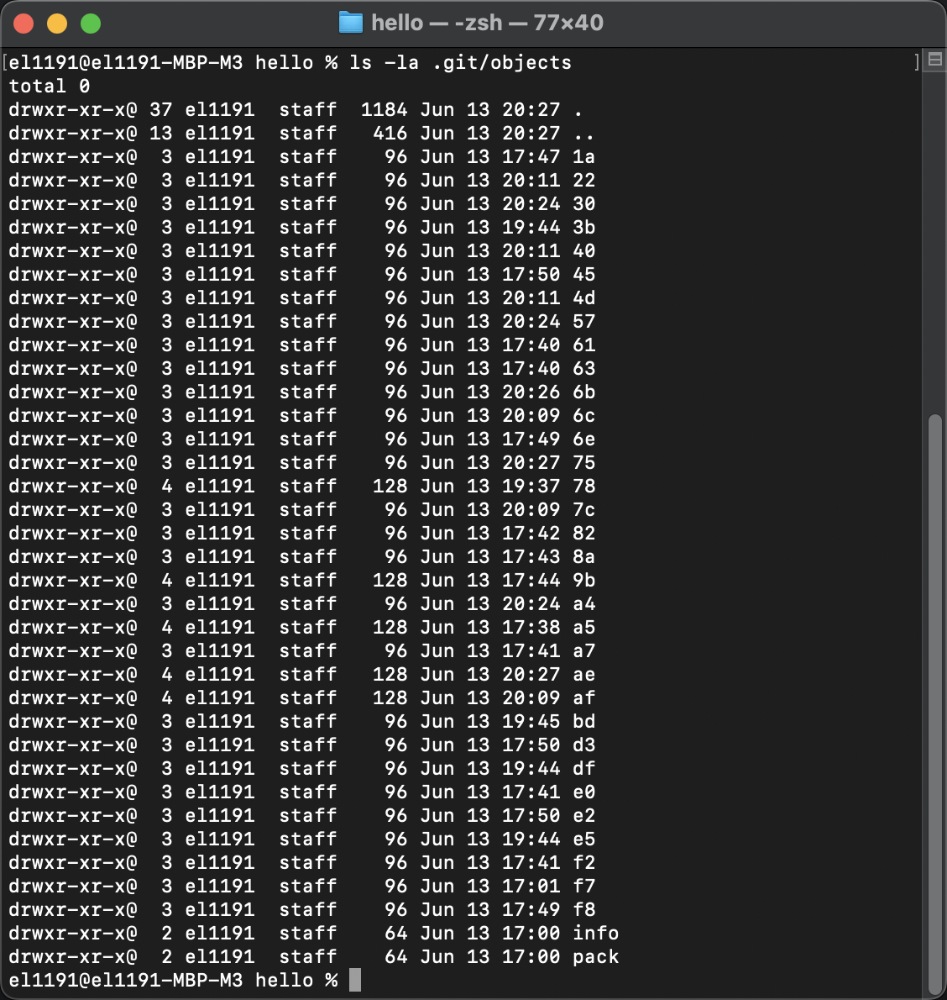 hello — -zsh — 77×40
[el1191@el1191-MBP-M3 hello % ls -la .git/objects ]
total 0
drwxr-xr-x@ 37 el1191  staff  1184 Jun 13 20:27 .
drwxr-xr-x@ 13 el1191  staff   416 Jun 13 20:27 ..
drwxr-xr-x@  3 el1191  staff    96 Jun 13 17:47 1a
drwxr-xr-x@  3 el1191  staff    96 Jun 13 20:11 22
drwxr-xr-x@  3 el1191  staff    96 Jun 13 20:24 30
drwxr-xr-x@  3 el1191  staff    96 Jun 13 19:44 3b
drwxr-xr-x@  3 el1191  staff    96 Jun 13 20:11 40
drwxr-xr-x@  3 el1191  staff    96 Jun 13 17:50 45
drwxr-xr-x@  3 el1191  staff    96 Jun 13 20:11 4d
drwxr-xr-x@  3 el1191  staff    96 Jun 13 20:24 57
drwxr-xr-x@  3 el1191  staff    96 Jun 13 17:40 61
drwxr-xr-x@  3 el1191  staff    96 Jun 13 17:40 63
drwxr-xr-x@  3 el1191  staff    96 Jun 13 20:26 6b
drwxr-xr-x@  3 el1191  staff    96 Jun 13 20:09 6c
drwxr-xr-x@  3 el1191  staff    96 Jun 13 17:49 6e
drwxr-xr-x@  3 el1191  staff    96 Jun 13 20:27 75
drwxr-xr-x@  4 el1191  staff   128 Jun 13 19:37 78
drwxr-xr-x@  3 el1191  staff    96 Jun 13 20:09 7c
drwxr-xr-x@  3 el1191  staff    96 Jun 13 17:42 82
drwxr-xr-x@  3 el1191  staff    96 Jun 13 17:43 8a
drwxr-xr-x@  4 el1191  staff   128 Jun 13 17:44 9b
drwxr-xr-x@  3 el1191  staff    96 Jun 13 20:24 a4
drwxr-xr-x@  4 el1191  staff   128 Jun 13 17:38 a5
drwxr-xr-x@  3 el1191  staff    96 Jun 13 17:41 a7
drwxr-xr-x@  4 el1191  staff   128 Jun 13 20:27 ae
drwxr-xr-x@  4 el1191  staff   128 Jun 13 20:09 af
drwxr-xr-x@  3 el1191  staff    96 Jun 13 19:45 bd
drwxr-xr-x@  3 el1191  staff    96 Jun 13 17:50 d3
drwxr-xr-x@  3 el1191  staff    96 Jun 13 19:44 df
drwxr-xr-x@  3 el1191  staff    96 Jun 13 17:41 e0
drwxr-xr-x@  3 el1191  staff    96 Jun 13 17:50 e2
drwxr-xr-x@  3 el1191  staff    96 Jun 13 19:44 e5
drwxr-xr-x@  3 el1191  staff    96 Jun 13 17:41 f2
drwxr-xr-x@  3 el1191  staff    96 Jun 13 17:01 f7
drwxr-xr-x@  3 el1191  staff    96 Jun 13 17:49 f8
drwxr-xr-x@  2 el1191  staff    64 Jun 13 17:00 info
drwxr-xr-x@  2 el1191  staff    64 Jun 13 17:00 pack
el1191@el1191-MBP-M3 hello %